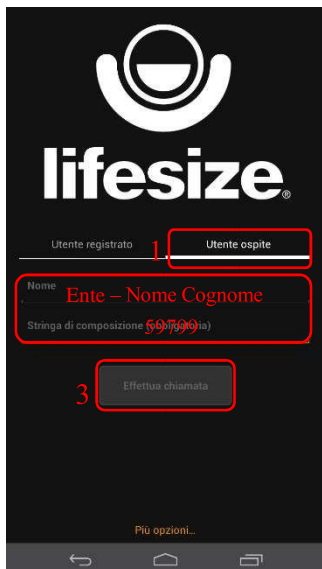 lifesize®
Utente registrato
1
Utente ospite
Nome
Ente – Nome Cognome
Stringa di composizione (obbligatoria)
59799
3
Effettua chiamata
Più opzioni...